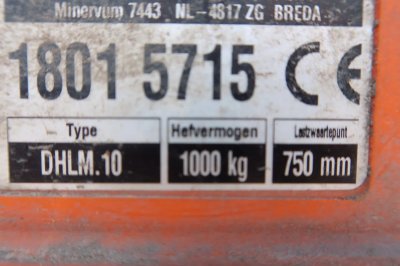 Minervum 7443 NL-4817 ZG BREDA
1801 5715 CE
Type Hefvermogen Lastzwaartepunt
DHLM.10 1000 kg 750 mm